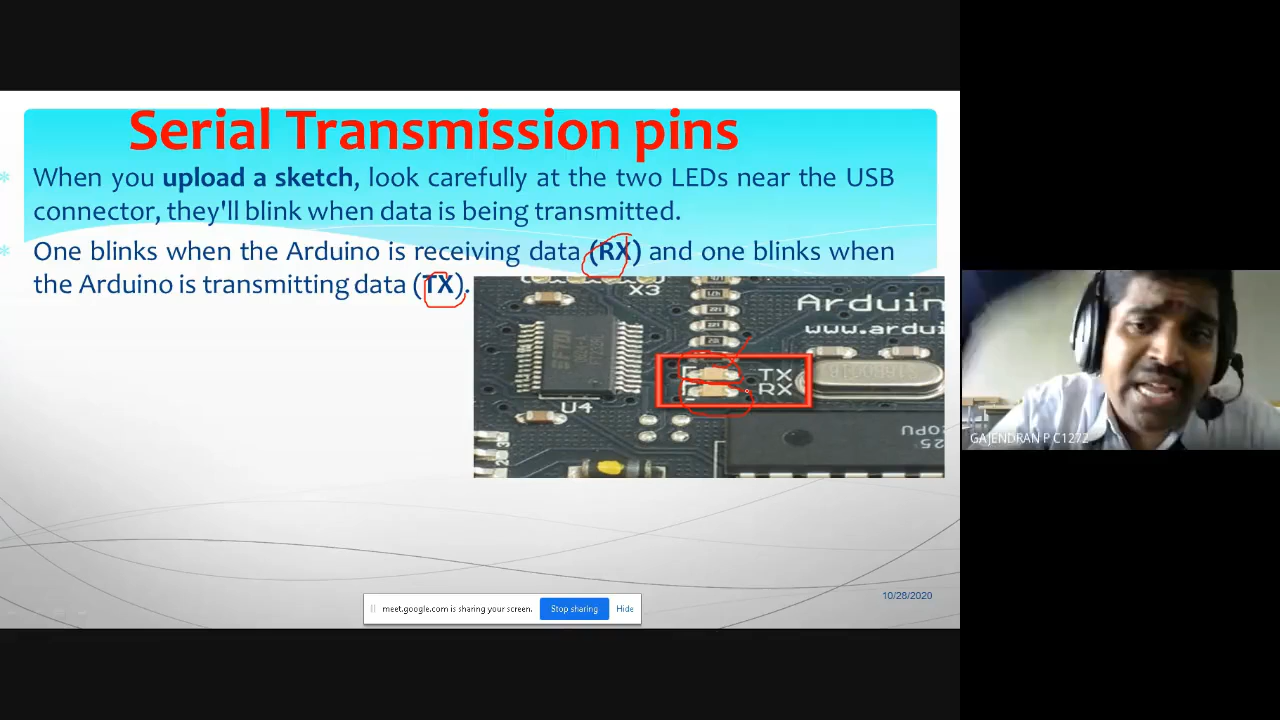 Serial Transmission pins
When you upload a sketch, look carefully at the two LEDs near the USB
connector, they'll blink when data is being transmitted.
One blinks when the Arduino is receiving data (RX) and one blinks when
the Arduino is transmitting data (TX).
X3
Arduin
www.ardui
TX
RX
U4
GAJENDRAN P C1272
10/28/2020
meet.google.com is sharing your screen.
Stop sharing
Hide